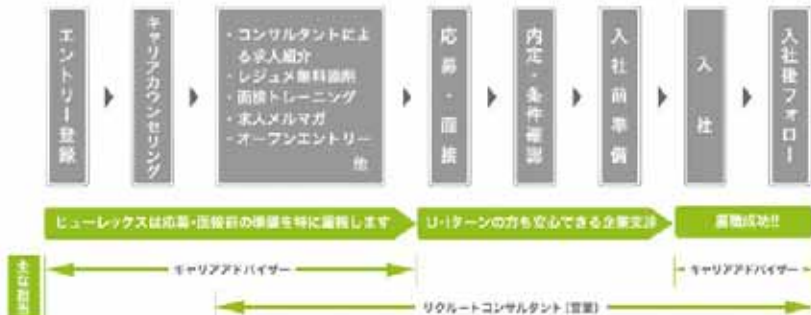 エントリー登録
キャリアカウンセリング
・コンサルタントによ
る求人紹介
・レジュメ無料添削
・面接トレーニング
・求人メルマガ
・オープンエントリー
他
応募・面接
内定・条件確認
入社前準備
入社
入社後フォロー
ヒューレックスは応募・面接前の準備を特に重視します
U・Iターンの方も安心できる企業交渉
転職成功!!
主な担当
キャリアアドバイザー
キャリアアドバイザー
リクルートコンサルタント(営業)